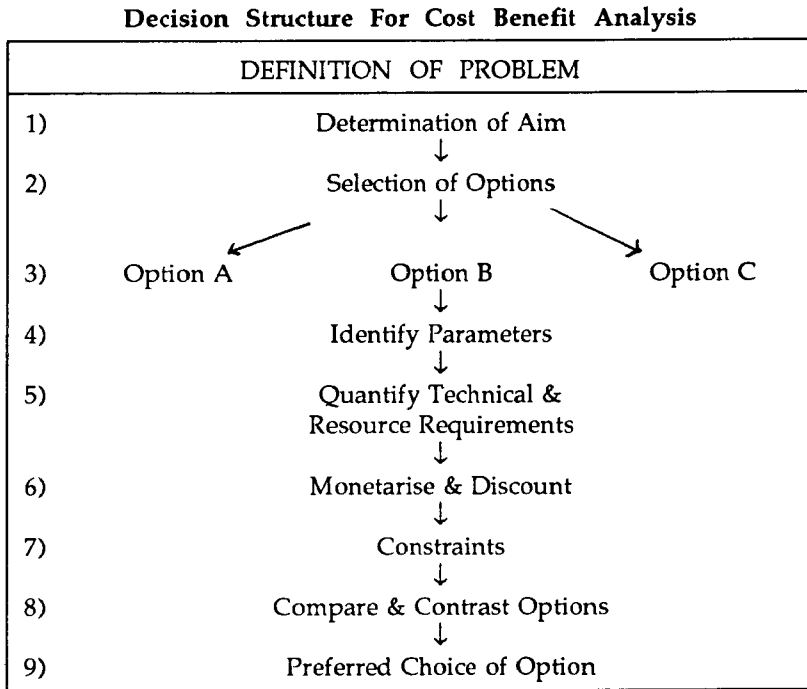 Decision Structure For Cost Benefit Analysis
DEFINITION OF PROBLEM
1) Determination of Aim
↓
2) Selection of Options
↓
3) Option A Option B Option C
↓
4) Identify Parameters
↓
5) Quantify Technical &
Resource Requirements
↓
6) Monetarise & Discount
↓
7) Constraints
↓
8) Compare & Contrast Options
↓
9) Preferred Choice of Option